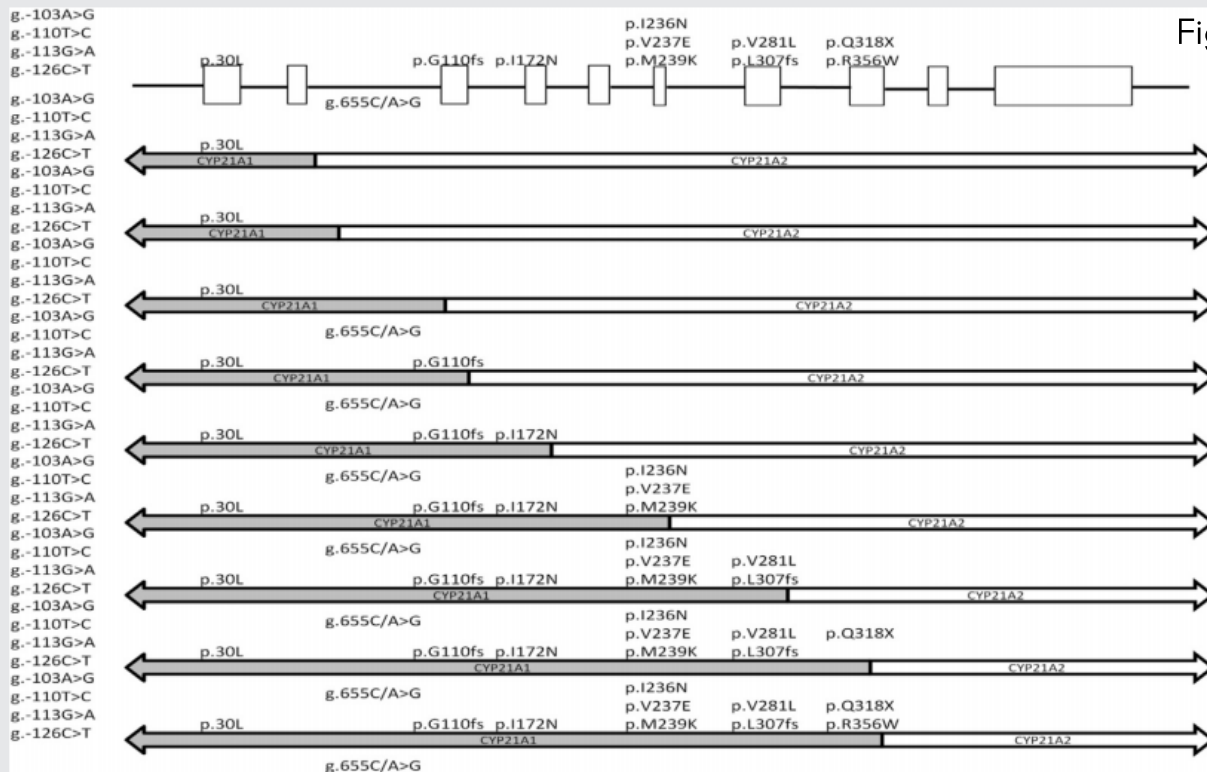 g.-103A>G
p.I236N
g.-110T>C Fig
p.V237E p.V281L p.Q318X
g.-113G>A
p.30L p.G110fs p.I172N p.M239K p.L307fs p.R356W
g.-126C>T
g.-103A>G g.655C/A>G
g.-110T>C
g.-113G>A
p.30L
g.-126C>T CYP21A1 CYP21A2
g.-103A>G
g.-110T>C
g.-113G>A
p.30L
g.-126C>T CYP21A1 CYP21A2
g.-103A>G
g.-110T>C
g.-113G>A
p.30L
g.-126C>T CYP21A1 CYP21A2
g.-103A>G
g.-110T>C g.655C/A>G
g.-113G>A
p.30L p.G110fs
g.-126C>T CYP21A1 CYP21A2
g.-103A>G
g.-110T>C g.655C/A>G
g.-113G>A
p.30L p.G110fs p.I172N
g.-126C>T CYP21A1 CYP21A2
g.-103A>G p.I236N
g.-110T>C g.655C/A>G
g.-113G>A p.V237E
p.30L p.G110fs p.I172N p.M239K
g.-126C>T CYP21A1 CYP21A2
g.-103A>G p.I236N
g.-110T>C g.655C/A>G
g.-113G>A p.V237E p.V281L
p.30L p.G110fs p.I172N p.M239K p.L307fs
g.-126C>T CYP21A1 CYP21A2
g.-103A>G p.I236N
g.-110T>C g.655C/A>G
g.-113G>A p.V237E p.V281L p.Q318X
p.30L p.G110fs p.I172N p.M239K p.L307fs
g.-126C>T CYP21A1 CYP21A2
g.-103A>G p.I236N
g.-110T>C g.655C/A>G
g.-113G>A p.V237E p.V281L p.Q318X
p.30L p.G110fs p.I172N p.M239K p.L307fs p.R356W
g.-126C>T CYP21A1 CYP21A2
g.655C/A>G